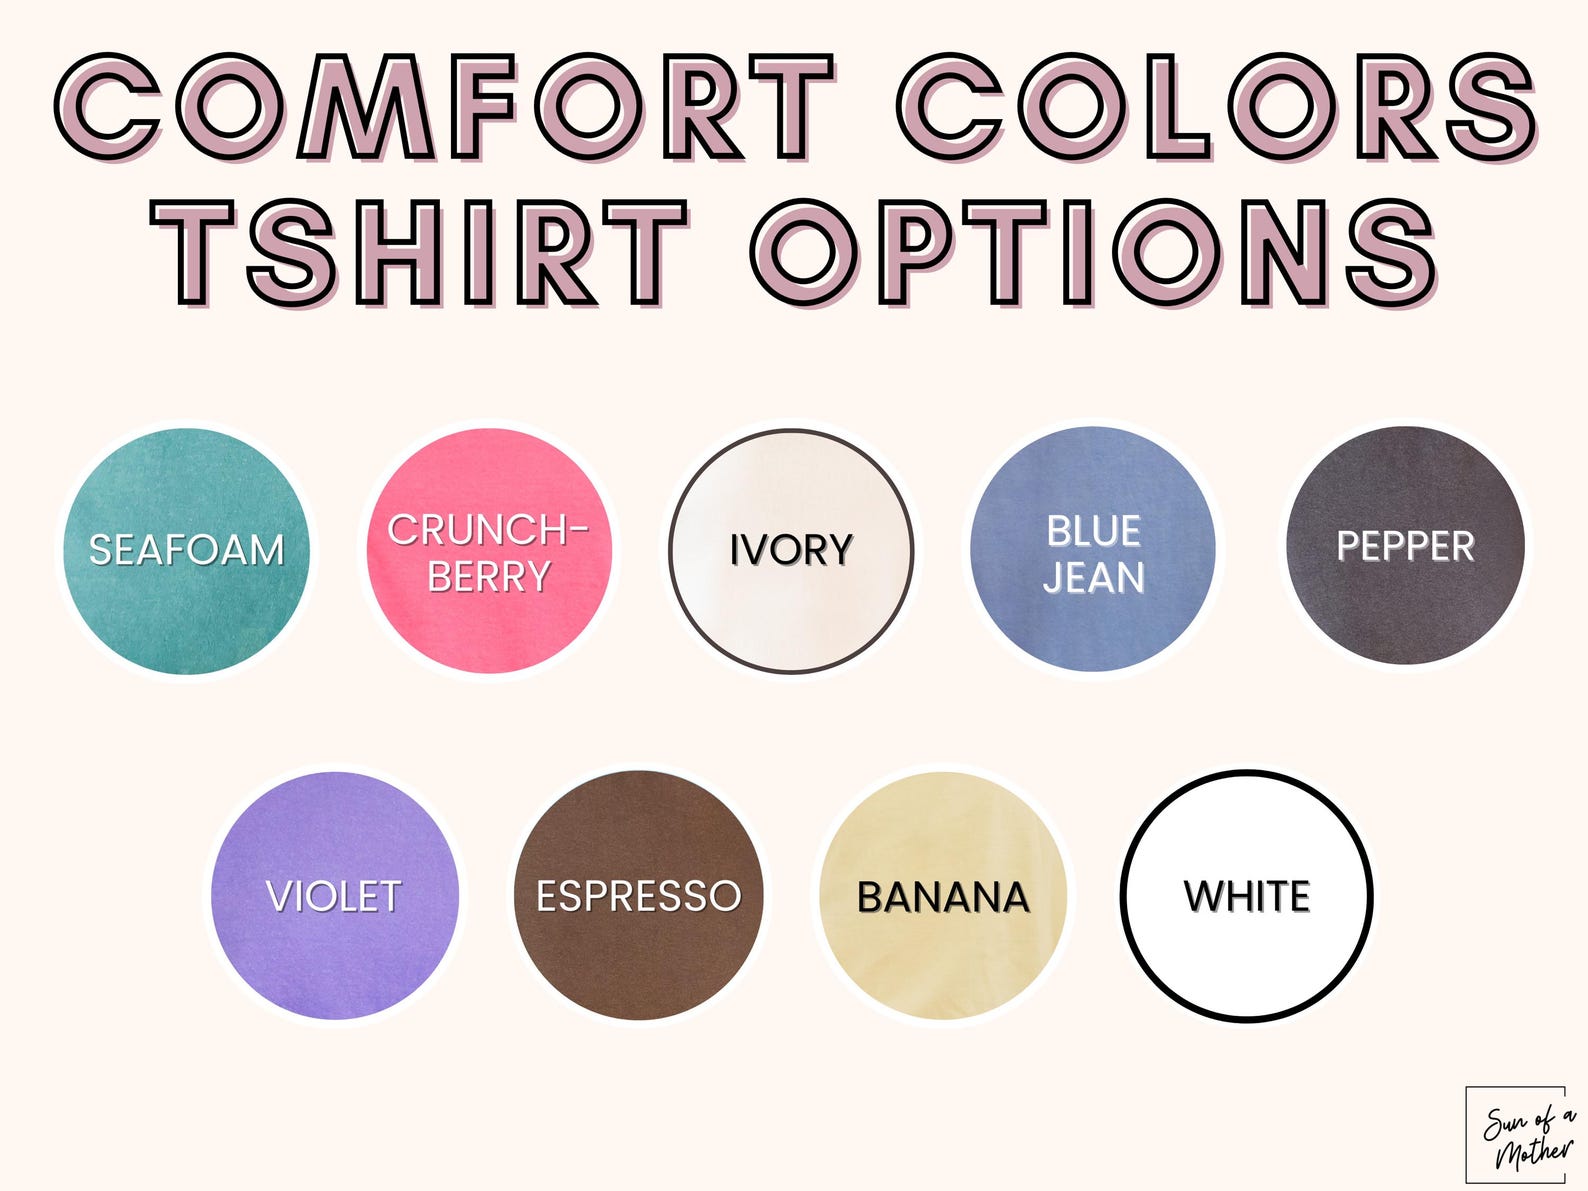 COMFORT COLORS
TSHIRT OPTIONS
SEAFOAM
CRUNCH-
BERRY
IVORY
BLUE
JEAN
PEPPER
VIOLET
ESPRESSO
BANANA
WHITE
Sun of a
Mother